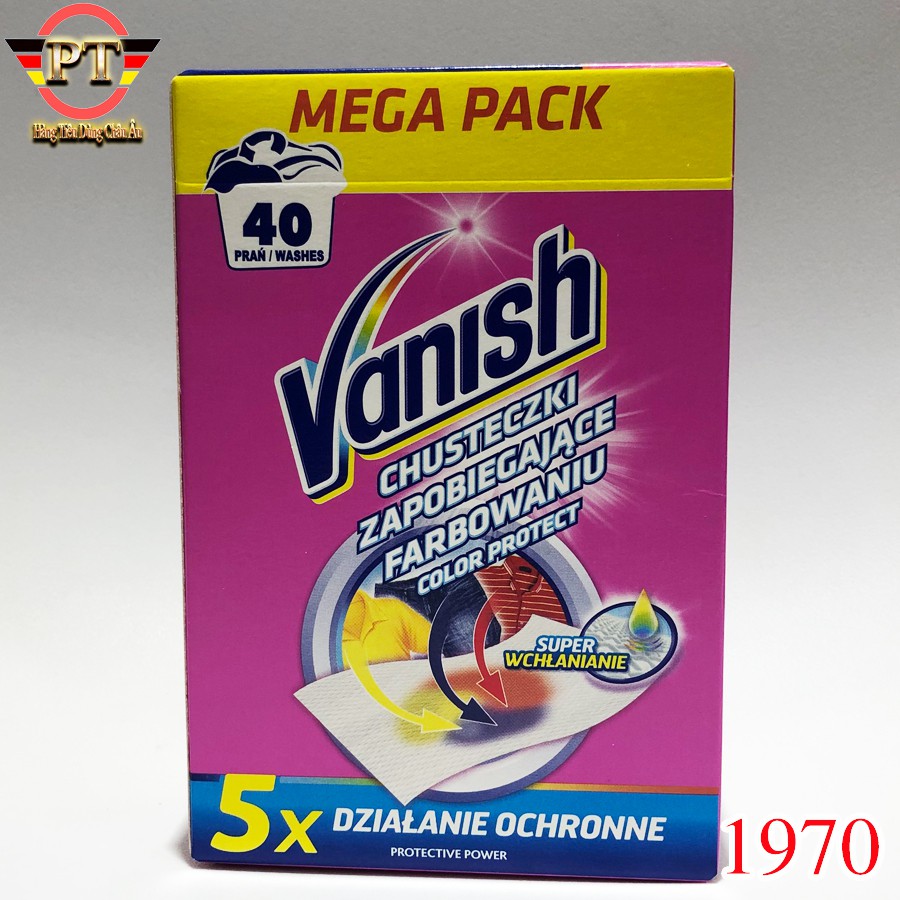 PT
Hàng Tiêu Dùng Châu Âu
MEGA PACK
40
PRAŃ / WASHES
Vanish
CHUSTECZKI
ZAPOBIEGAJĄCE
FARBOWANIU
COLOR PROTECT
SUPER
WCHŁANIANIE
5x DZIAŁANIE OCHRONNE
PROTECTIVE POWER
1970